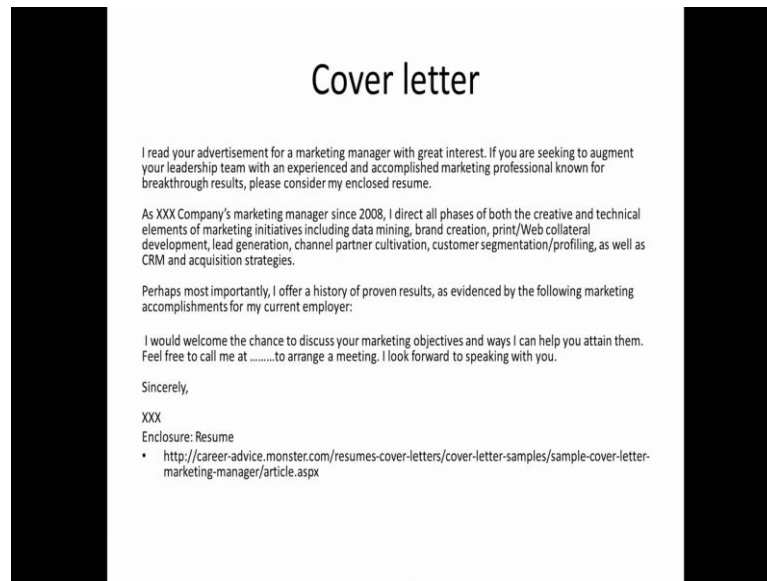 Cover letter
I read your advertisement for a marketing manager with great interest. If you are seeking to augment
your leadership team with an experienced and accomplished marketing professional known for
breakthrough results, please consider my enclosed resume.
As XXX Company's marketing manager since 2008, I direct all phases of both the creative and technical
elements of marketing initiatives including data mining, brand creation, print/Web collateral
development, lead generation, channel partner cultivation, customer segmentation/profiling, as well as
CRM and acquisition strategies.
Perhaps most importantly, I offer a history of proven results, as evidenced by the following marketing
accomplishments for my current employer:
I would welcome the chance to discuss your marketing objectives and ways I can help you attain them.
Feel free to call me at .........to arrange a meeting. I look forward to speaking with you.
Sincerely,
XXX
Enclosure: Resume
• http://career-advice.monster.com/resumes-cover-letters/cover-letter-samples/sample-cover-letter-
marketing-manager/article.aspx